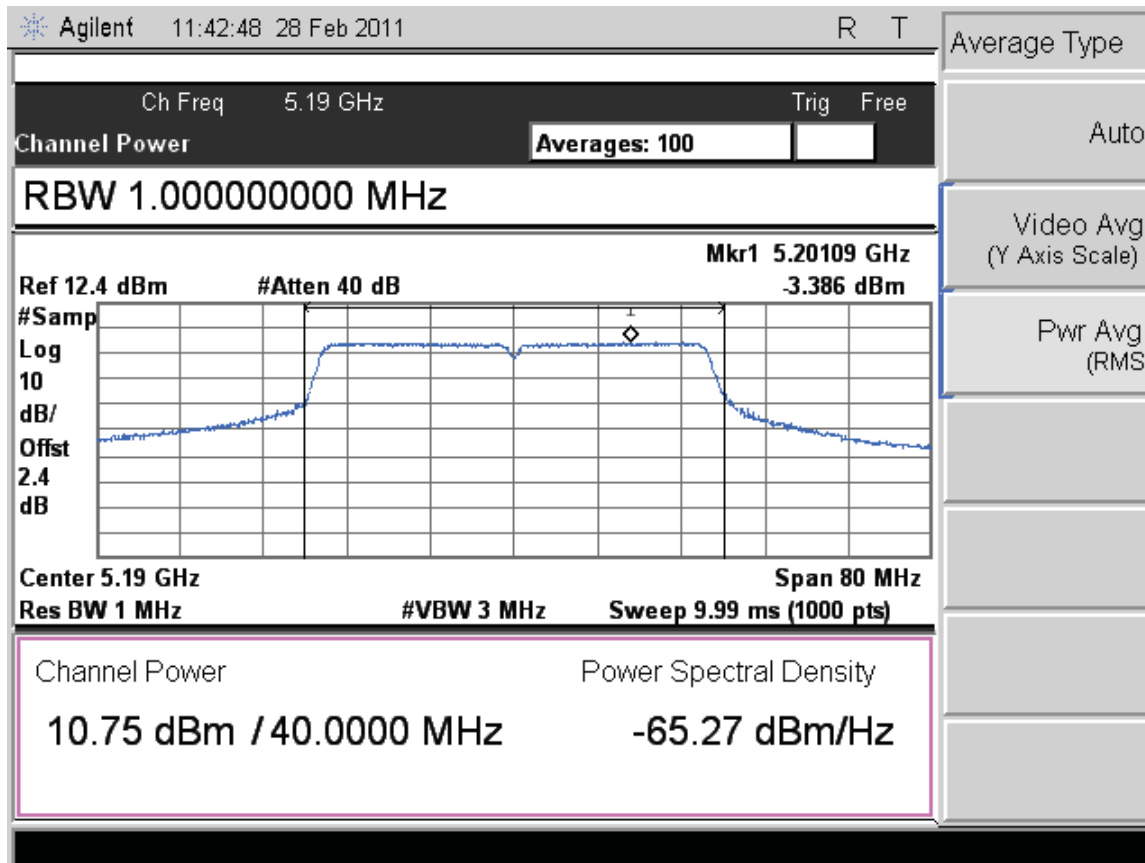 Agilent 11:42:48 28 Feb 2011 R T
Average Type
Ch Freq 5.19 GHz Trig Free
Channel Power Averages: 100
Auto
RBW 1.000000000 MHz
Video Avg
(Y Axis Scale)
Mkr1 5.20109 GHz
Ref 12.4 dBm #Atten 40 dB -3.386 dBm
#Samp
Log
10
dB/
Offst
2.4
dB
1
Pwr Avg
(RMS
Center 5.19 GHz Span 80 MHz
Res BW 1 MHz #VBW 3 MHz Sweep 9.99 ms (1000 pts)
Channel Power Power Spectral Density
10.75 dBm / 40.0000 MHz -65.27 dBm/Hz